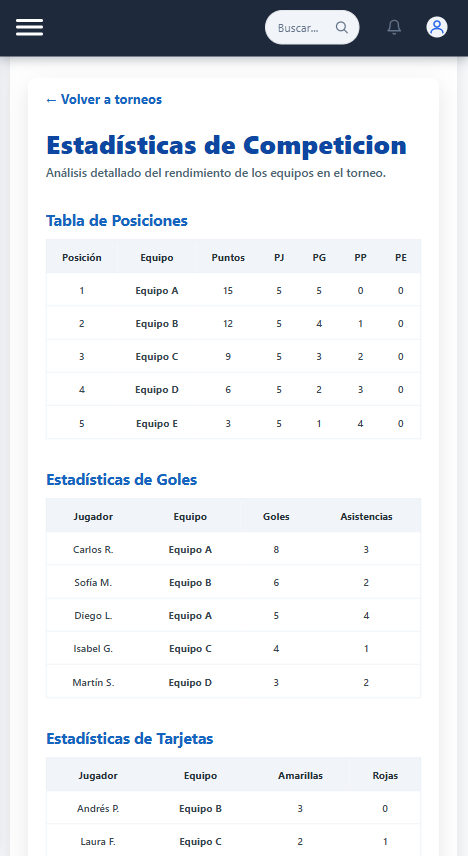 Buscar...
← Volver a torneos
Estadísticas de Competicion
Análisis detallado del rendimiento de los equipos en el torneo.
Tabla de Posiciones
Posición Equipo Puntos PJ PG PP PE
1 Equipo A 15 5 5 0 0
2 Equipo B 12 5 4 1 0
3 Equipo C 9 5 3 2 0
4 Equipo D 6 5 2 3 0
5 Equipo E 3 5 1 4 0
Estadísticas de Goles
Jugador Equipo Goles Asistencias
Carlos R. Equipo A 8 3
Sofía M. Equipo B 6 2
Diego L. Equipo A 5 4
Isabel G. Equipo C 4 1
Martín S. Equipo D 3 2
Estadísticas de Tarjetas
Jugador Equipo Amarillas Rojas
Andrés P. Equipo B 3 0
Laura F. Equipo C 2 1